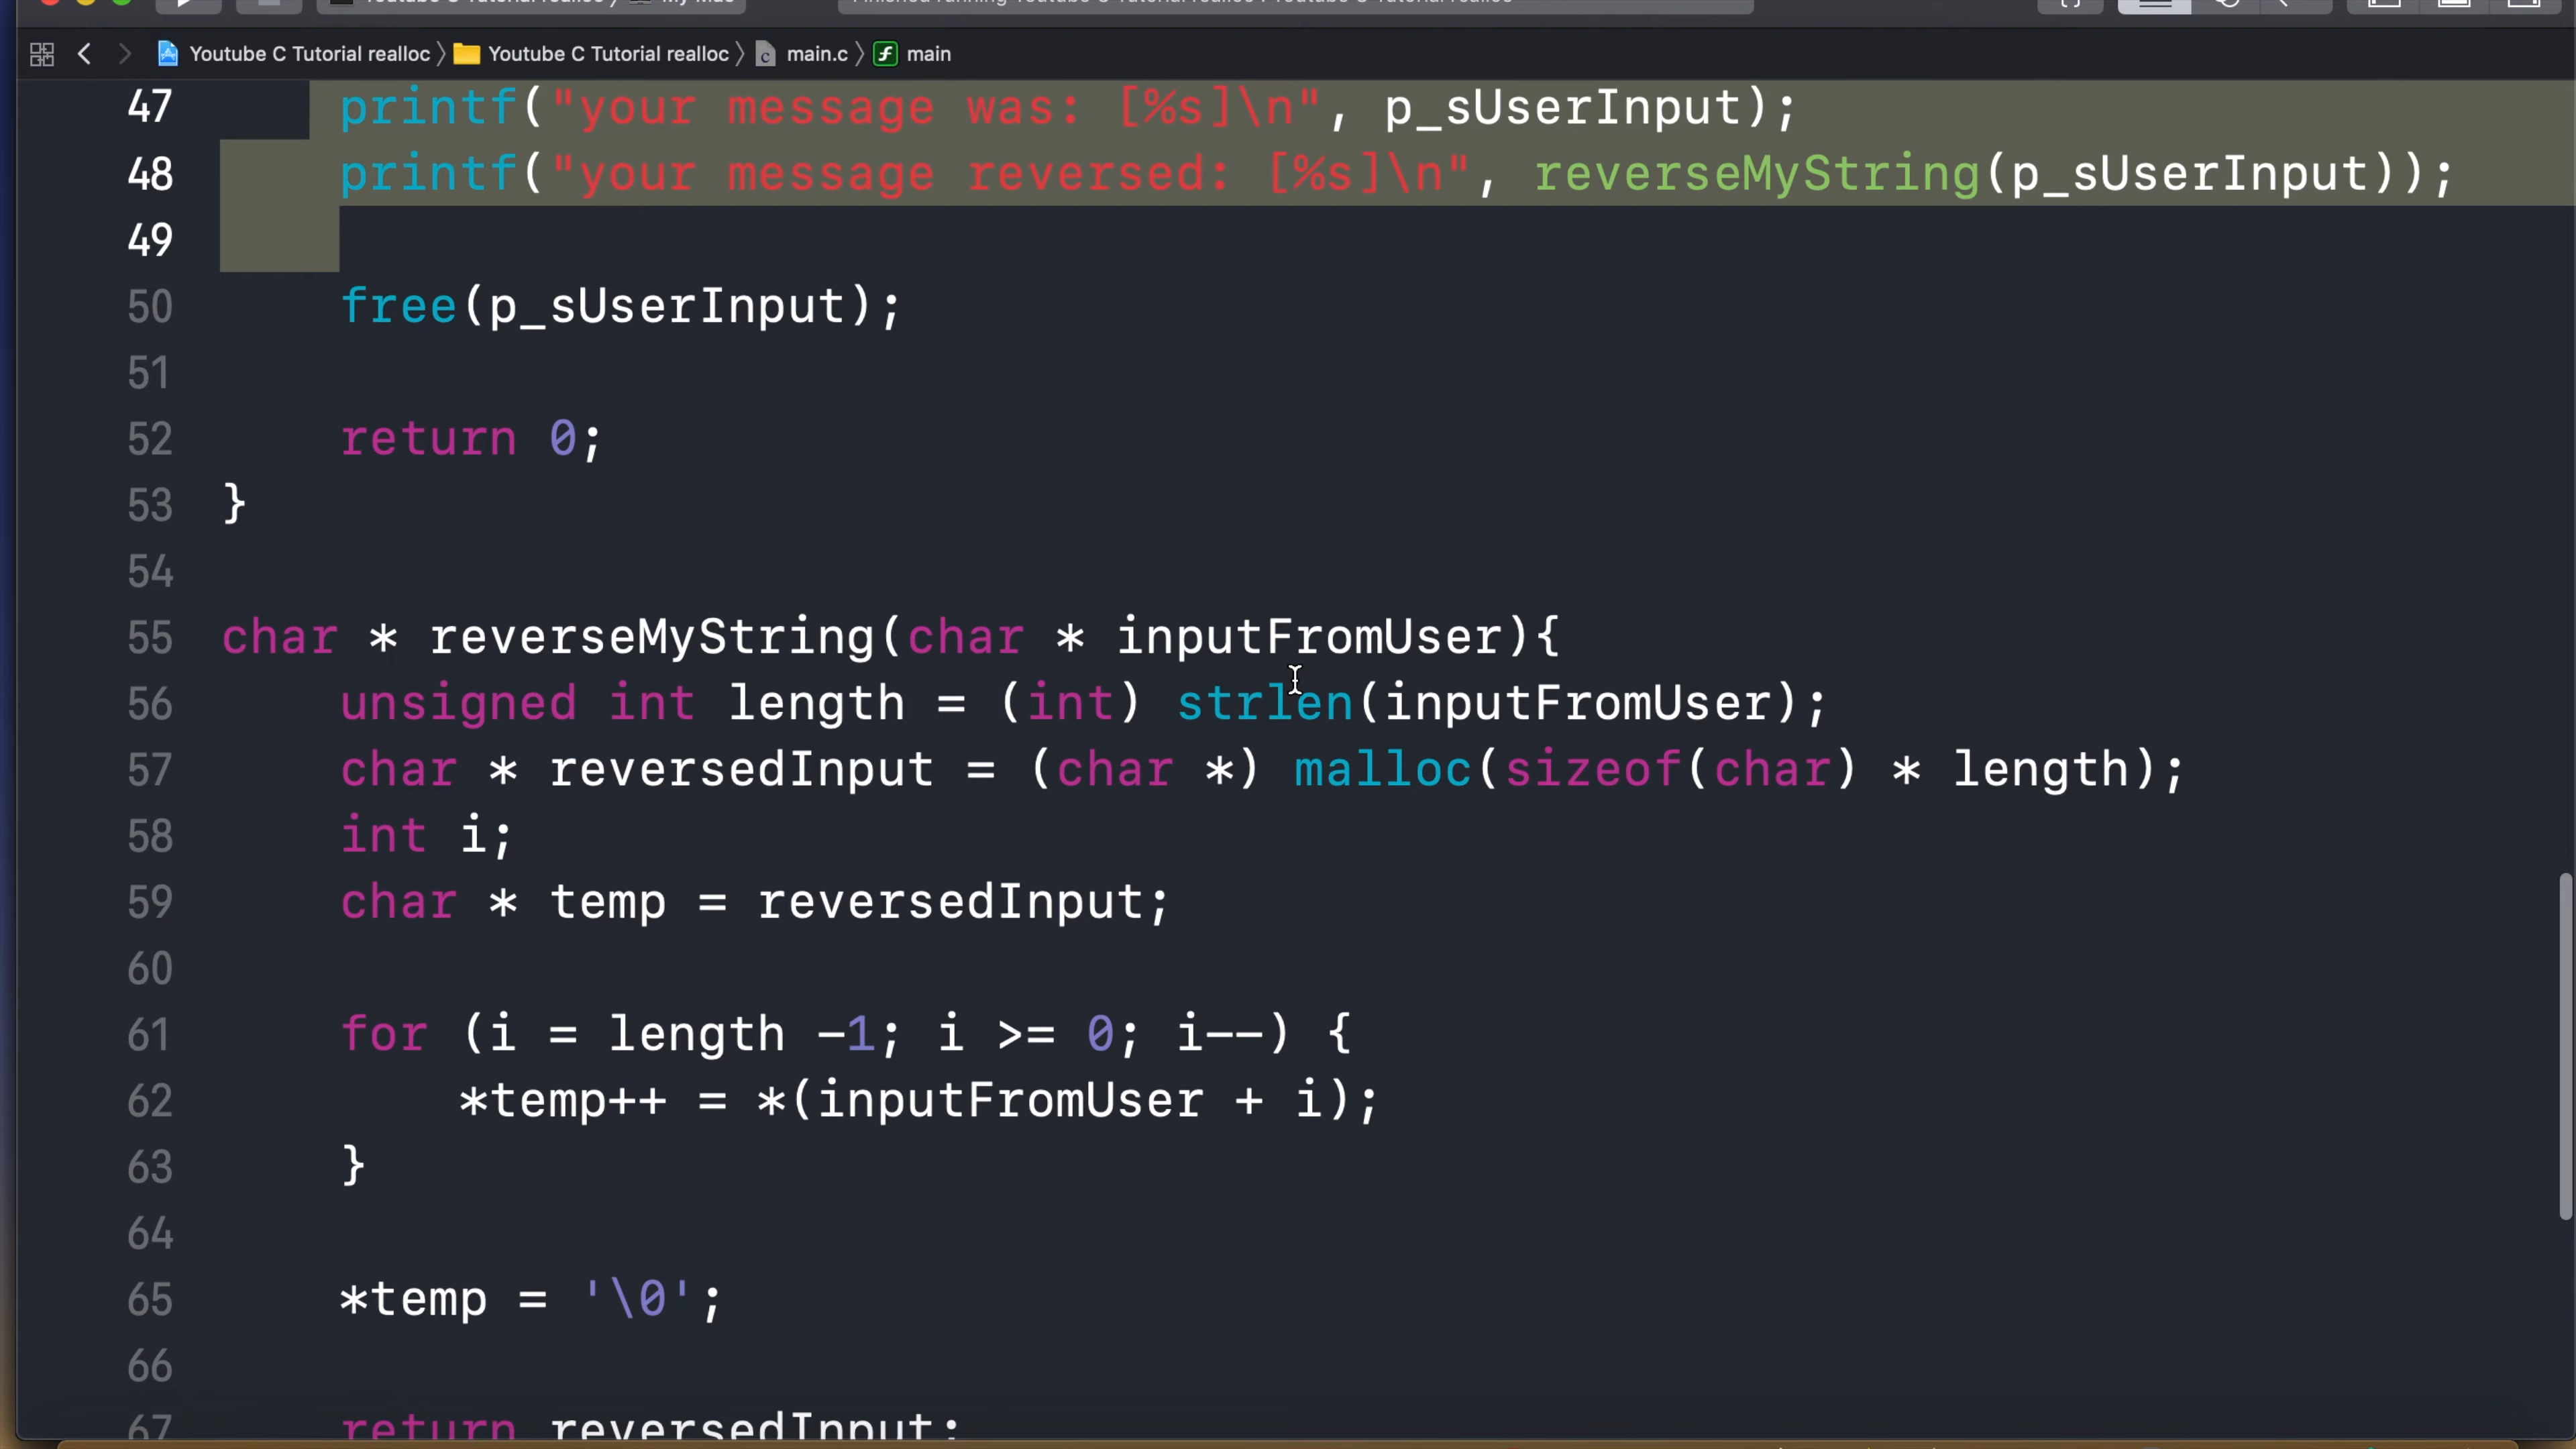 Youtube C Tutorial realloc 〉 Youtube C Tutorial realloc 〉 c main.c 〉 f main
47 printf("your message was: [%s]\n", p_sUserInput);
48 printf("your message reversed: [%s]\n", reverseMyString(p_sUserInput));
49
50 free(p_sUserInput);
51
52 return 0;
53 }
54
55 char * reverseMyString(char * inputFromUser){
56 unsigned int length = (int) strlen(inputFromUser);
57 char * reversedInput = (char *) malloc(sizeof(char) * length);
58 int i;
59 char * temp = reversedInput;
60
61 for (i = length -1; i >= 0; i--) {
62 *temp++ = *(inputFromUser + i);
63 }
64
65 *temp = '\0';
66
67 return reversedInput;